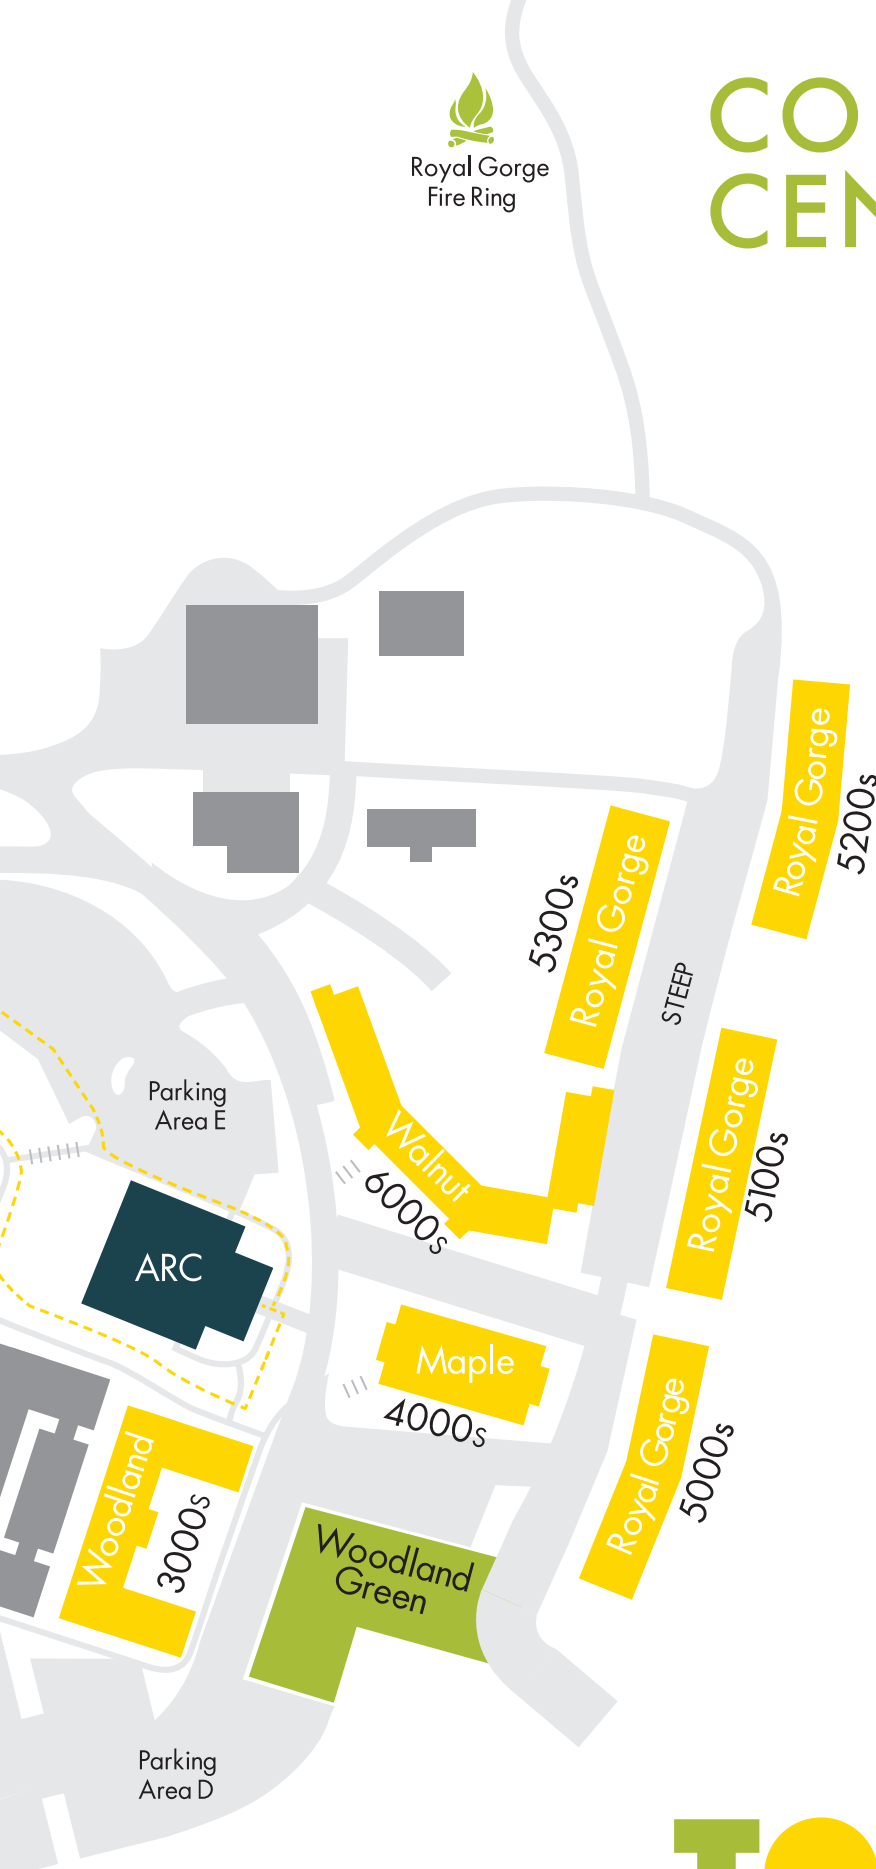 CO
CEN
Royal Gorge
Fire Ring
Royal Gorge
5200s
Royal Gorge
5300s
STEEP
Parking
Area E
Walnut
6000s
Royal Gorge
5100s
ARC
Maple
4000s
Royal Gorge
5000s
Woodland
3000s
Woodland
Green
Parking
Area D